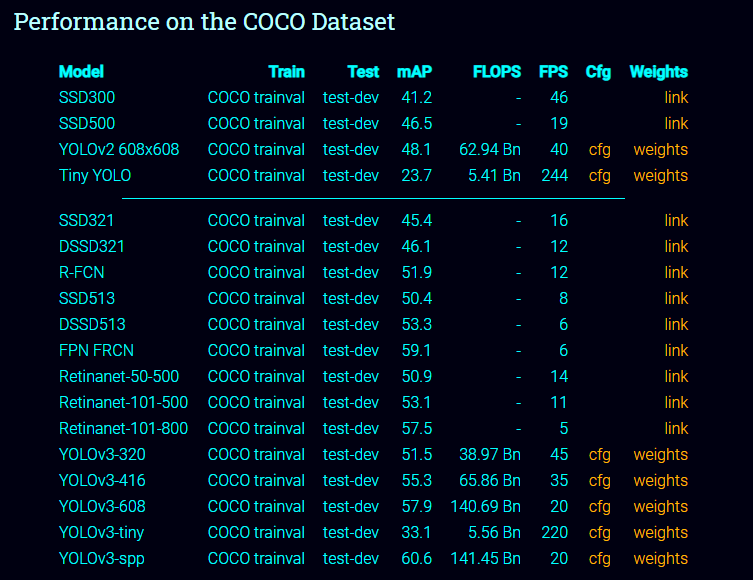 Performance on the COCO Dataset
Model Train Test mAP FLOPS FPS Cfg Weights
SSD300 COCO trainval test-dev 41.2 - 46 link
SSD500 COCO trainval test-dev 46.5 - 19 link
YOLOv2 608x608 COCO trainval test-dev 48.1 62.94 Bn 40 cfg weights
Tiny YOLO COCO trainval test-dev 23.7 5.41 Bn 244 cfg weights
SSD321 COCO trainval test-dev 45.4 - 16 link
DSSD321 COCO trainval test-dev 46.1 - 12 link
R-FCN COCO trainval test-dev 51.9 - 12 link
SSD513 COCO trainval test-dev 50.4 - 8 link
DSSD513 COCO trainval test-dev 53.3 - 6 link
FPN FRCN COCO trainval test-dev 59.1 - 6 link
Retinanet-50-500 COCO trainval test-dev 50.9 - 14 link
Retinanet-101-500 COCO trainval test-dev 53.1 - 11 link
Retinanet-101-800 COCO trainval test-dev 57.5 - 5 link
YOLOv3-320 COCO trainval test-dev 51.5 38.97 Bn 45 cfg weights
YOLOv3-416 COCO trainval test-dev 55.3 65.86 Bn 35 cfg weights
YOLOv3-608 COCO trainval test-dev 57.9 140.69 Bn 20 cfg weights
YOLOv3-tiny COCO trainval test-dev 33.1 5.56 Bn 220 cfg weights
YOLOv3-spp COCO trainval test-dev 60.6 141.45 Bn 20 cfg weights